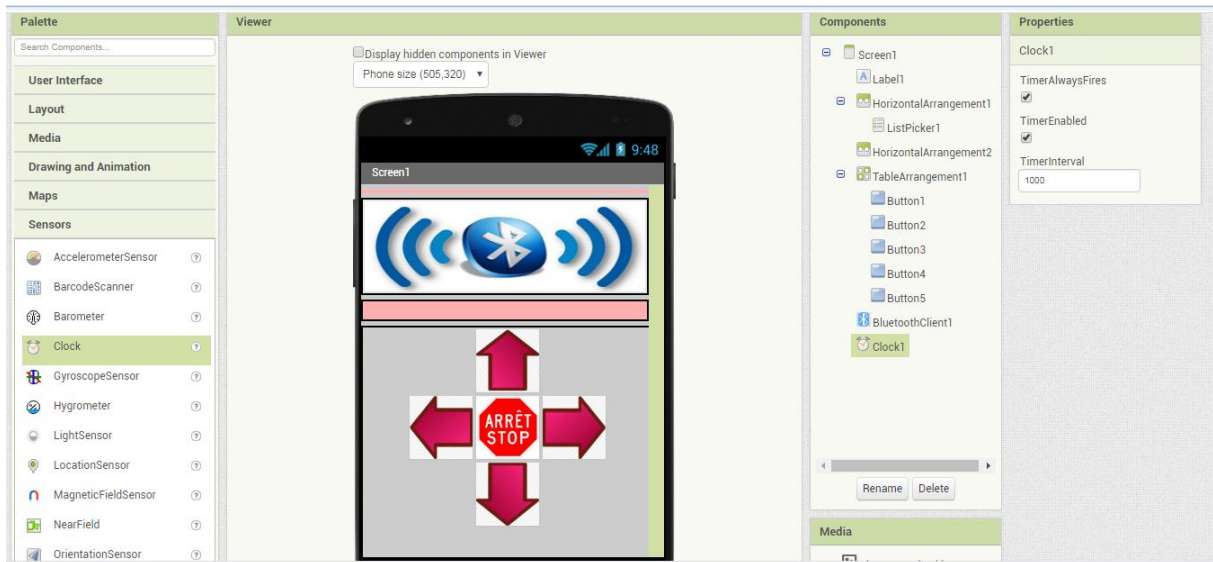 Palette
Search Components...
User Interface
Layout
Media
Drawing and Animation
Maps
Sensors
AccelerometerSensor
BarcodeScanner
Barometer
Clock
GyroscopeSensor
Hygrometer
LightSensor
LocationSensor
MagneticFieldSensor
NearField
OrientationSensor
Viewer
Display hidden components in Viewer
Phone size (505,320)
9:48
Screen1
ARRÊT
STOP
Components
Screen1
Label1
HorizontalArrangement1
ListPicker1
HorizontalArrangement2
TableArrangement1
Button1
Button2
Button3
Button4
Button5
BluetoothClient1
Clock1
Rename Delete
Media
Properties
Clock1
TimerAlwaysFires
TimerEnabled
TimerInterval
1000